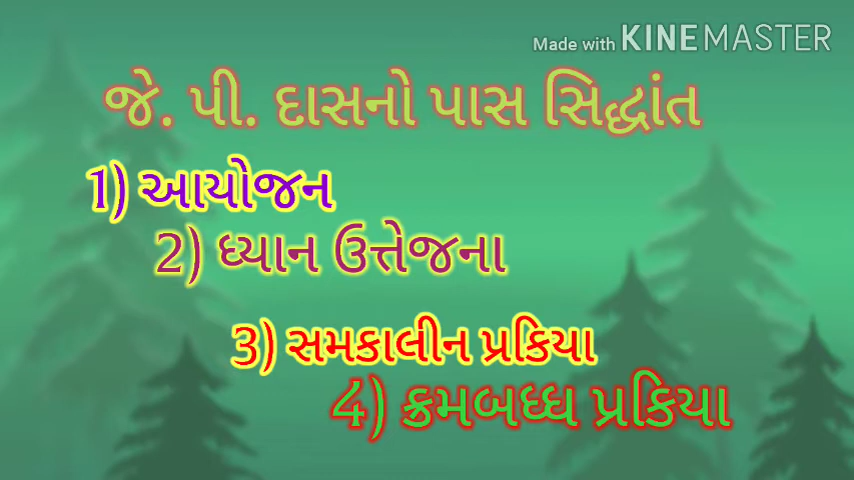 Made with KINEMASTER
જે. પી. દાસનો પાસ સિદ્ધાંત
1) આયોજન
2) ધ્યાન ઉત્તેજના
3) સમકાલીન પ્રકિયા
4) ક્રમબધ્ધ પ્રકિયા